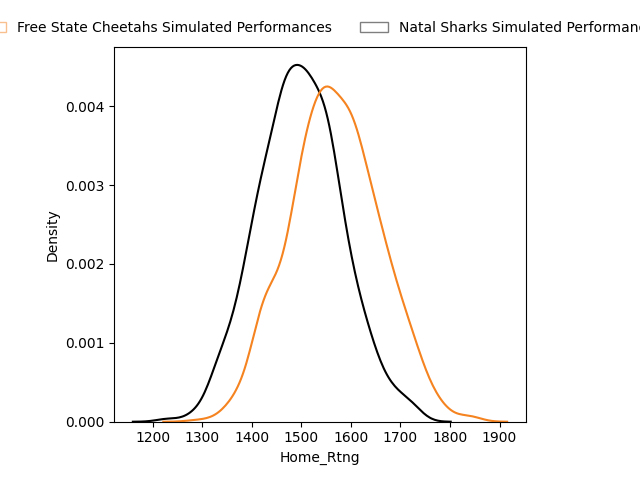 Free State Cheetahs Simulated Performances Natal Sharks Simulated
0.004
0.003
0.002
0.001
0.000
Density
1200 1300 1400 1500 1600 1700 1800 1900
Home_Rtng